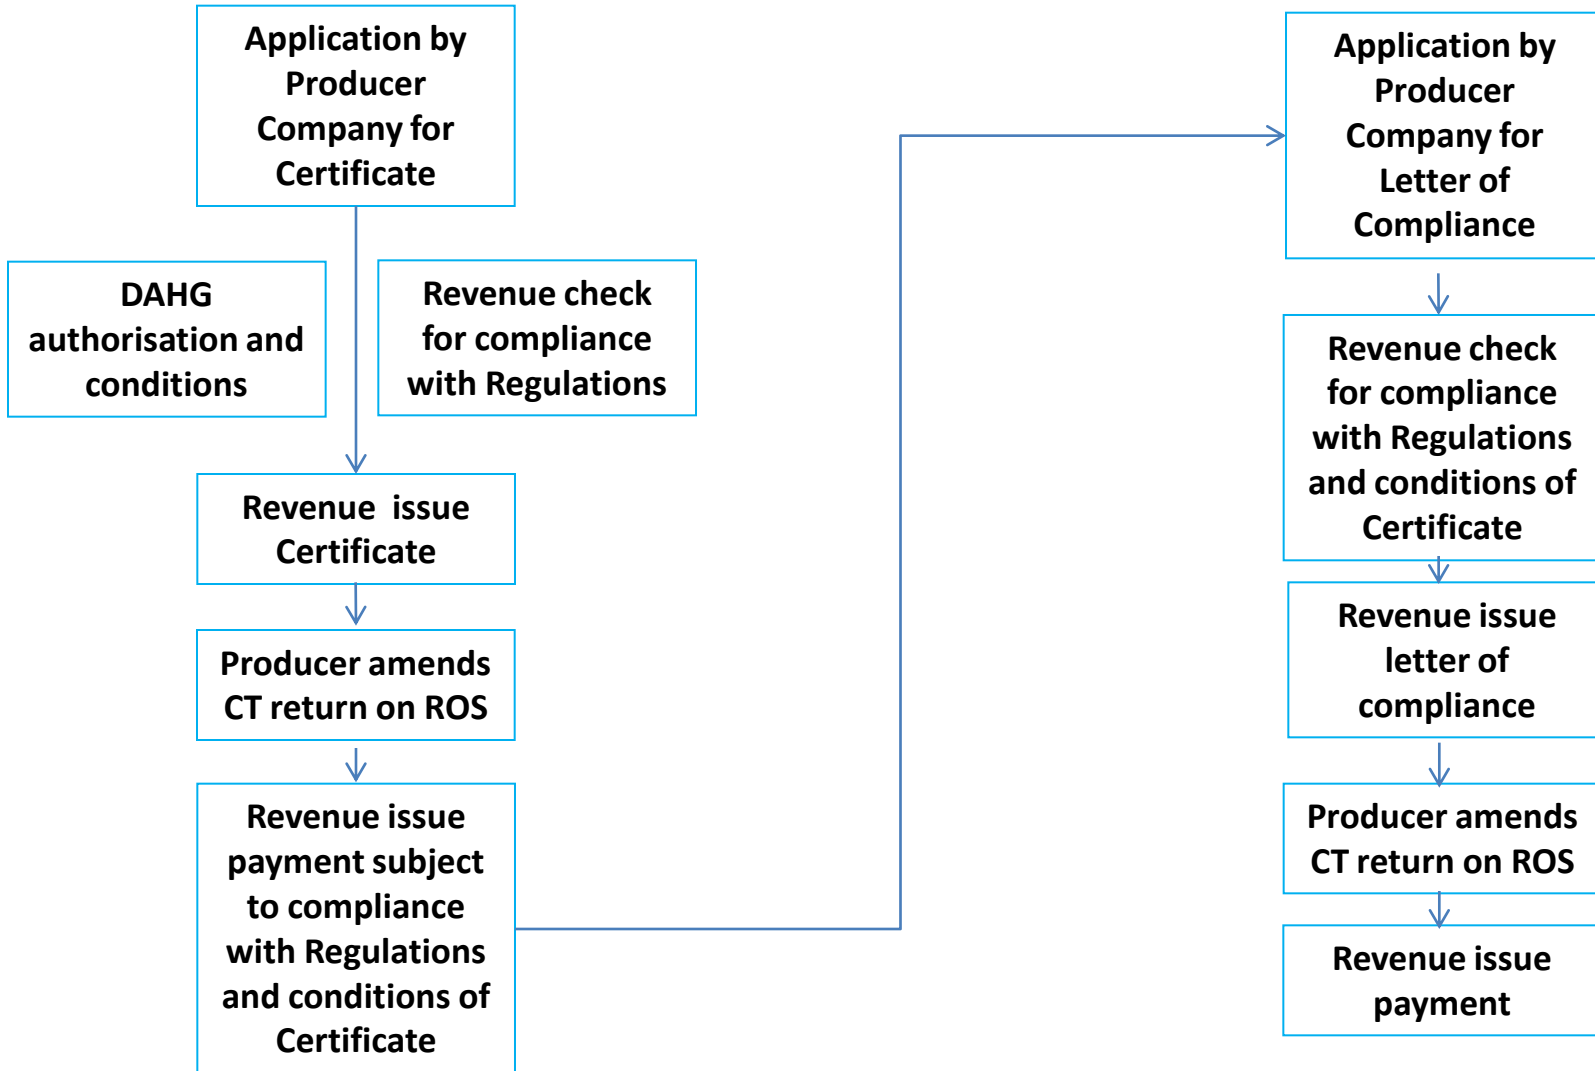 Application by
Producer
Company for
Certificate
DAHG
authorisation and
conditions
Revenue check
for compliance
with Regulations
Revenue issue
Certificate
Producer amends
CT return on ROS
Revenue issue
payment subject
to compliance
with Regulations
and conditions of
Certificate
Application by
Producer
Company for
Letter of
Compliance
Revenue check
for compliance
with Regulations
and conditions of
Certificate
Revenue issue
letter of
compliance
Producer amends
CT return on ROS
Revenue issue
payment